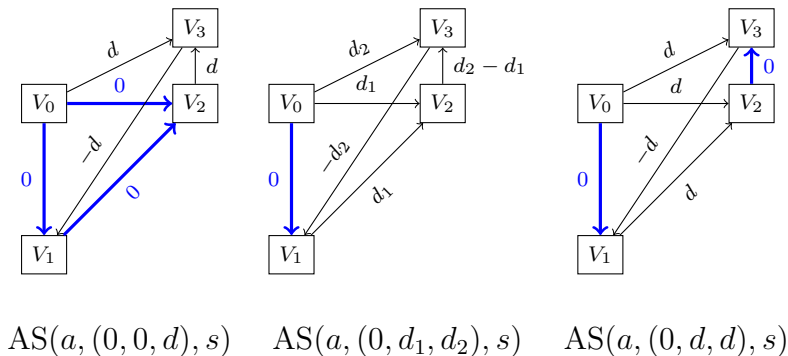 V₃
d
d
0
V₀
V₂
-d
0
0
V₁
AS(a, (0, 0, d), s)
V₃
d₂
d₂ − d₁
d₁
V₀
V₂
−d₂
0
d₁
V₁
AS(a, (0, d₁, d₂), s)
V₃
d
0
d
V₀
V₂
-d
0
d
V₁
AS(a, (0, d, d), s)